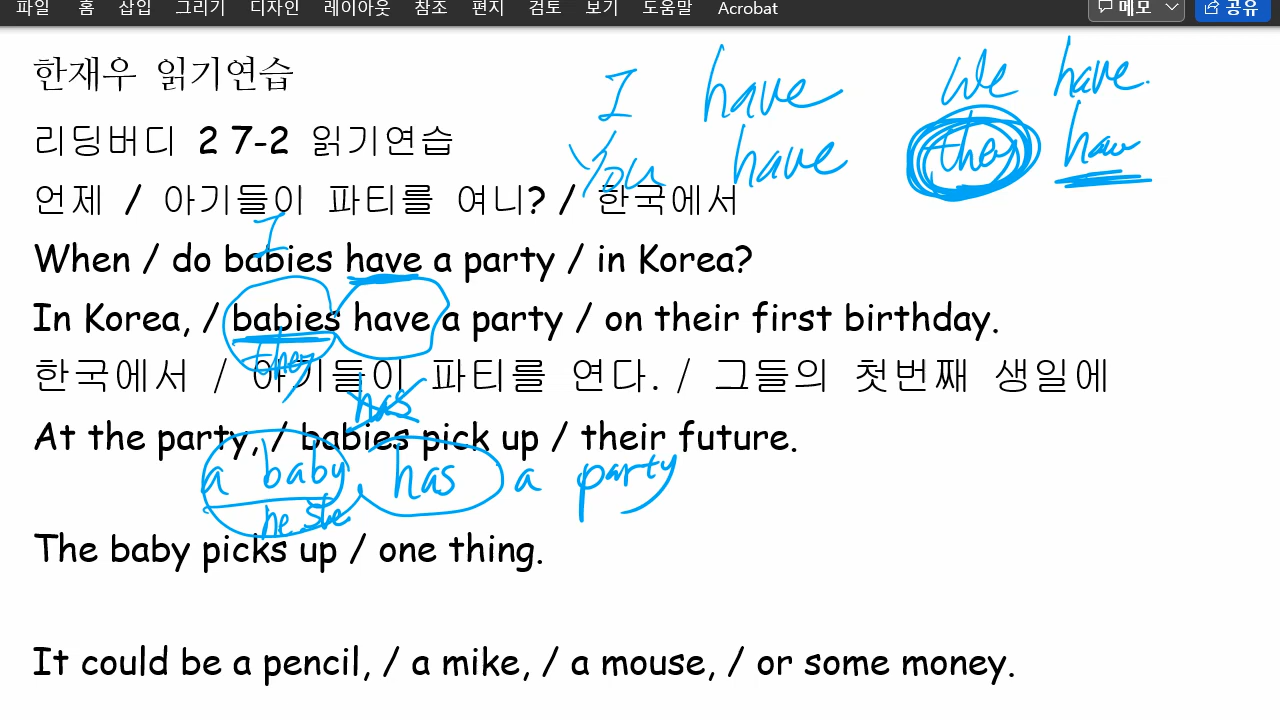 파일 홈 삽입 그리기 디자인 레이아웃 참조 편지 검토 보기 도움말 Acrobat 메모 공유
한재우 읽기연습
I have We have.
리딩버디 2 7-2 읽기연습
You have they have
언제 / 아기들이 파티를 여니? / 한국에서
I
When / do babies have a party / in Korea?
In Korea, / babies have a party / on their first birthday.
they
한국에서 / 아기들이 파티를 연다. / 그들의 첫번째 생일에
has
At the party, / babies pick up / their future.
a baby has a party
he she
The baby picks up / one thing.
It could be a pencil, / a mike, / a mouse, / or some money.